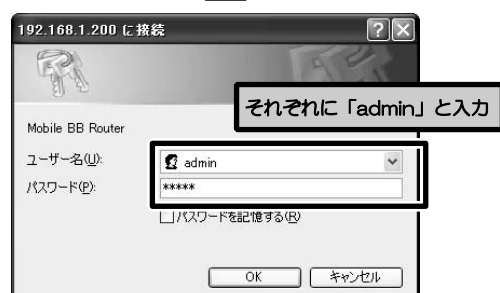 192.168.1.200 に接続
それぞれに「admin」と入力
Mobile BB Router
ユーザー名(U):
admin
パスワード(P):
*****
パスワードを記憶する(R)
OK
キャンセル